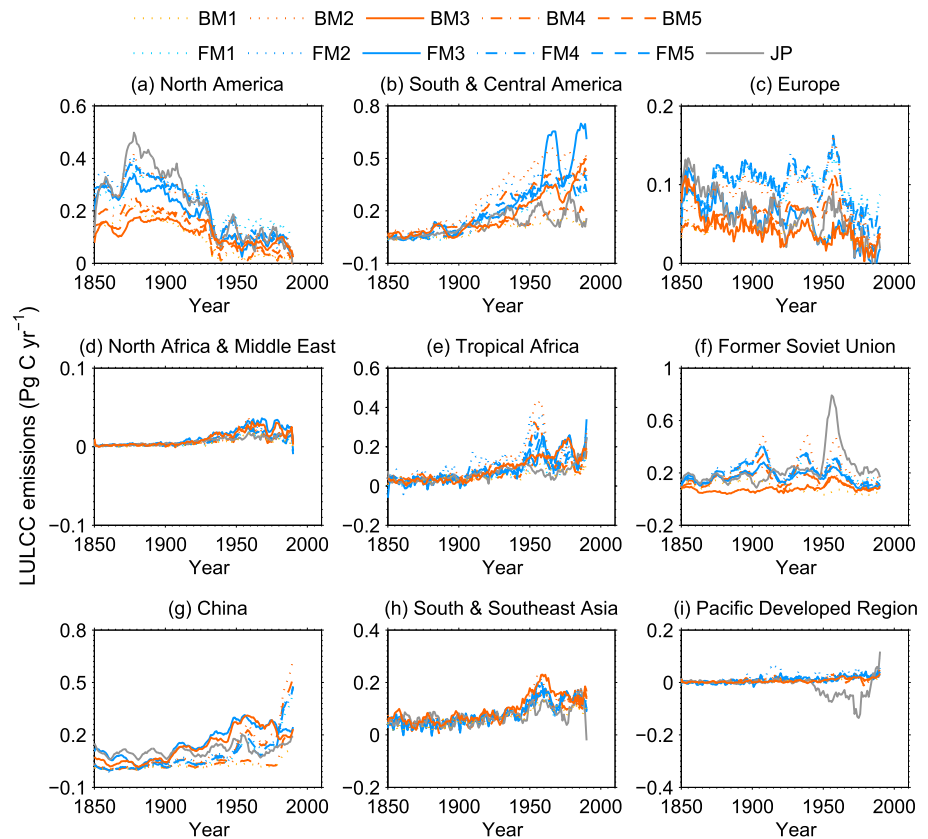 BM1 BM2 BM3 BM4 BM5
FM1 FM2 FM3 FM4 FM5 JP
(a) North America (b) South & Central America (c) Europe
0.6 0.8 0.2
0.4 0.5
0.2 0.2 0.1
0 −0.1 0
1850 1900 1950 2000 1850 1900 1950 2000 1850 1900 1950 2000
Year Year Year
LULCC emissions (Pg C yr⁻¹)
(d) North Africa & Middle East (e) Tropical Africa (f) Former Soviet Union
0.1 0.6 1
0.4 0.6
0 0.2 0.2
0
−0.1 −0.2 −0.2
1850 1900 1950 2000 1850 1900 1950 2000 1850 1900 1950 2000
Year Year Year
(g) China (h) South & Southeast Asia (i) Pacific Developed Region
0.8 0.4 0.2
0.5 0.2 0
0.2 0 −0.2
−0.1 −0.2 −0.4
1850 1900 1950 2000 1850 1900 1950 2000 1850 1900 1950 2000
Year Year Year